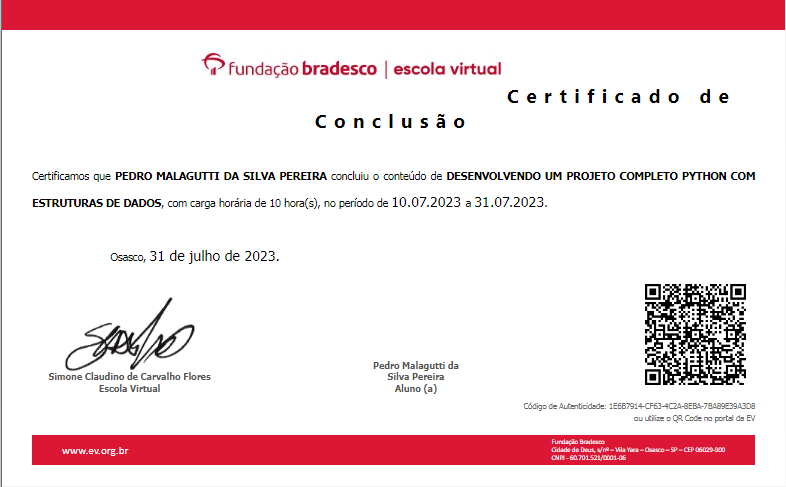 fundação bradesco | escola virtual
Certificado de
Conclusão
Certificamos que PEDRO MALAGUTTI DA SILVA PEREIRA concluiu o conteúdo de DESENVOLVENDO UM PROJETO COMPLETO PYTHON COM
ESTRUTURAS DE DADOS, com carga horária de 10 hora(s), no período de 10.07.2023 a 31.07.2023.
Osasco, 31 de julho de 2023.
Simone Claudino de Carvalho Flores
Escola Virtual
Pedro Malagutti da
Silva Pereira
Aluno (a)
Código de Autenticidade: 1E6B7914-CF63-4C2A-8EBA-7BA89E39A3D8
ou utilize o QR Code no portal da EV
www.ev.org.br
Fundação Bradesco
Cidade de Deus, s/nº – Vila Yara – Osasco – SP – CEP 06029-900
CNPJ - 60.701.521/0001-06